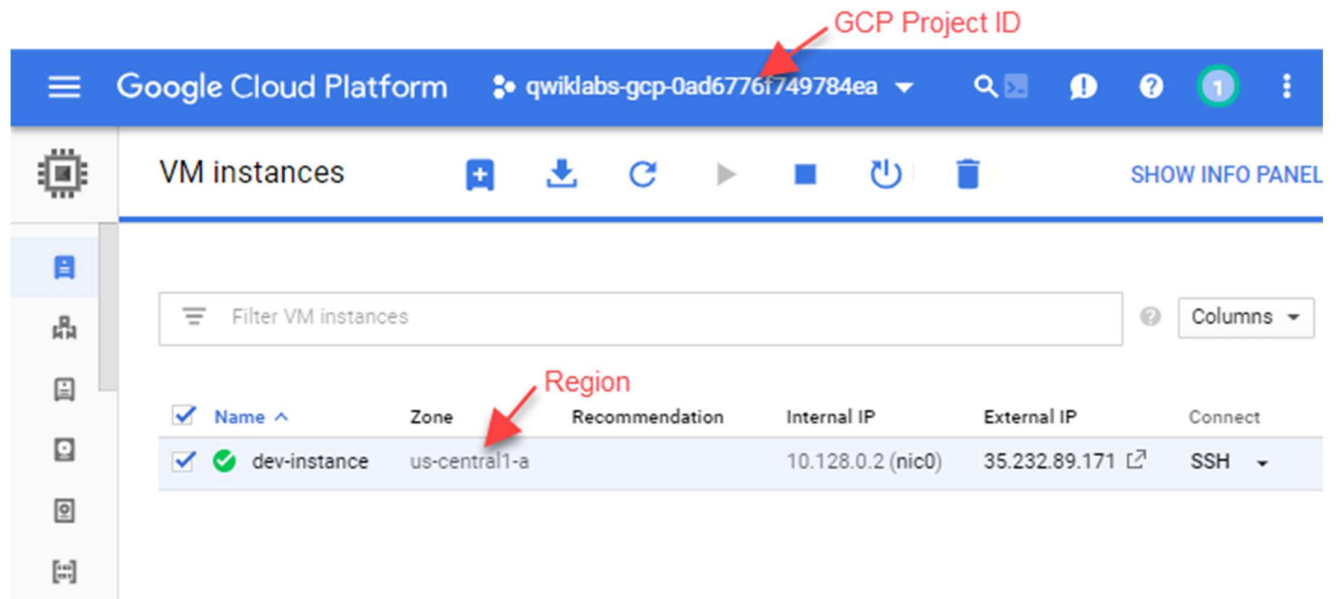 GCP Project ID
Google Cloud Platform qwiklabs-gcp-0ad6776f749784ea 1
VM instances SHOW INFO PANEL
Filter VM instances Columns
Region
Name Zone Recommendation Internal IP External IP Connect
dev-instance us-central1-a 10.128.0.2 (nic0) 35.232.89.171 SSH